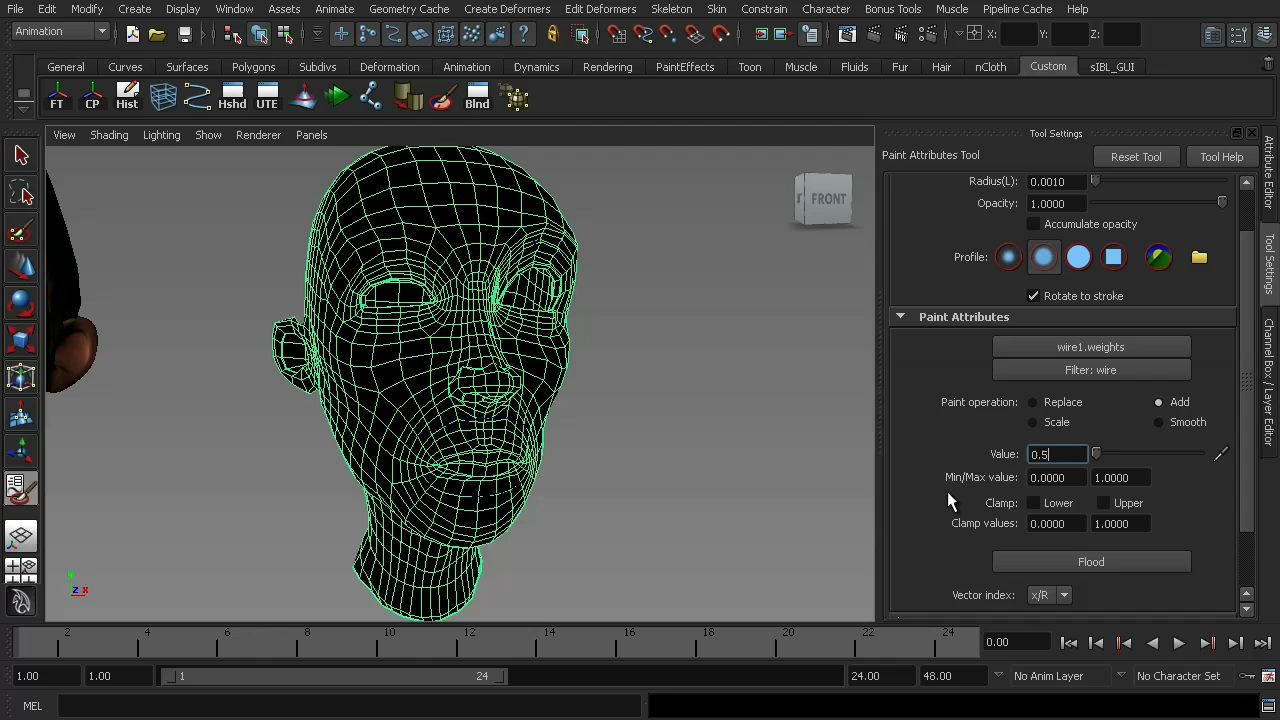 File Edit Modify Create Display Window Assets Animate Geometry Cache Create Deformers Edit Deformers Skeleton Skin Constrain Character Bonus Tools Muscle Pipeline Cache Help
Animation X: Y: Z:
General Curves Surfaces Polygons Subdivs Deformation Animation Dynamics Rendering PaintEffects Toon Muscle Fluids Fur Hair nCloth Custom sIBL_GUI
FT CP Hist Hshd UTE Blnd
View Shading Lighting Show Renderer Panels
FRONT
Tool Settings
Paint Attributes Tool Reset Tool Tool Help
Radius(L): 0.0010
Opacity: 1.0000
Accumulate opacity
Profile:
Rotate to stroke
Paint Attributes
wire1.weights
Filter: wire
Paint operation: Replace Add
Scale Smooth
Value: 0.5
Min/Max value: 0.0000 1.0000
Clamp: Lower Upper
Clamp values: 0.0000 1.0000
Flood
Vector index: x/R
Attribute Editor
Tool Settings
Channel Box / Layer Editor
y
z x
2 4 6 8 10 12 14 16 18 20 22 24 0.00
1.00 1.00 1 24 24.00 48.00 No Anim Layer No Character Set
MEL